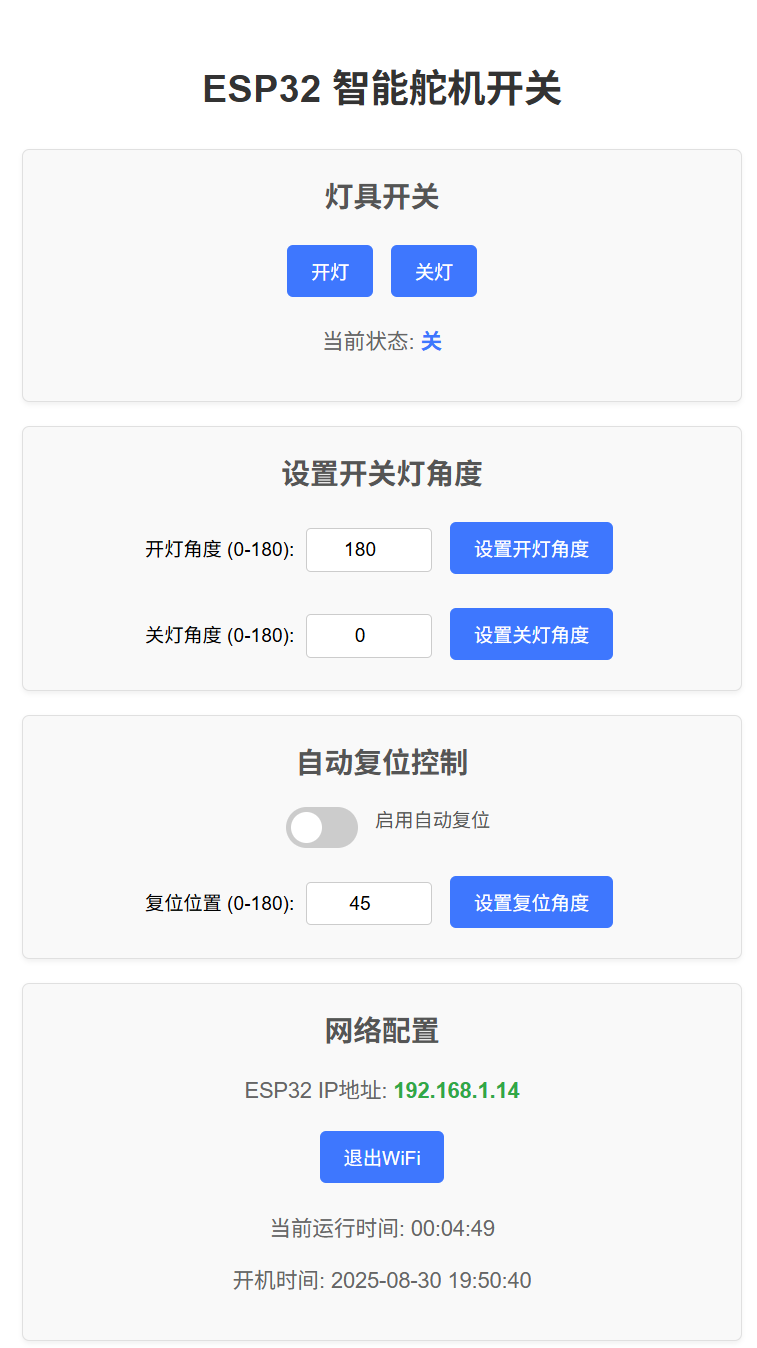 ESP32 智能舵机开关
灯具开关
开灯 关灯
当前状态: 关
设置开关灯角度
开灯角度 (0-180): 180 设置开灯角度
关灯角度 (0-180): 0 设置关灯角度
自动复位控制
启用自动复位
复位位置 (0-180): 45 设置复位角度
网络配置
ESP32 IP地址: 192.168.1.14
退出WiFi
当前运行时间: 00:04:49
开机时间: 2025-08-30 19:50:40